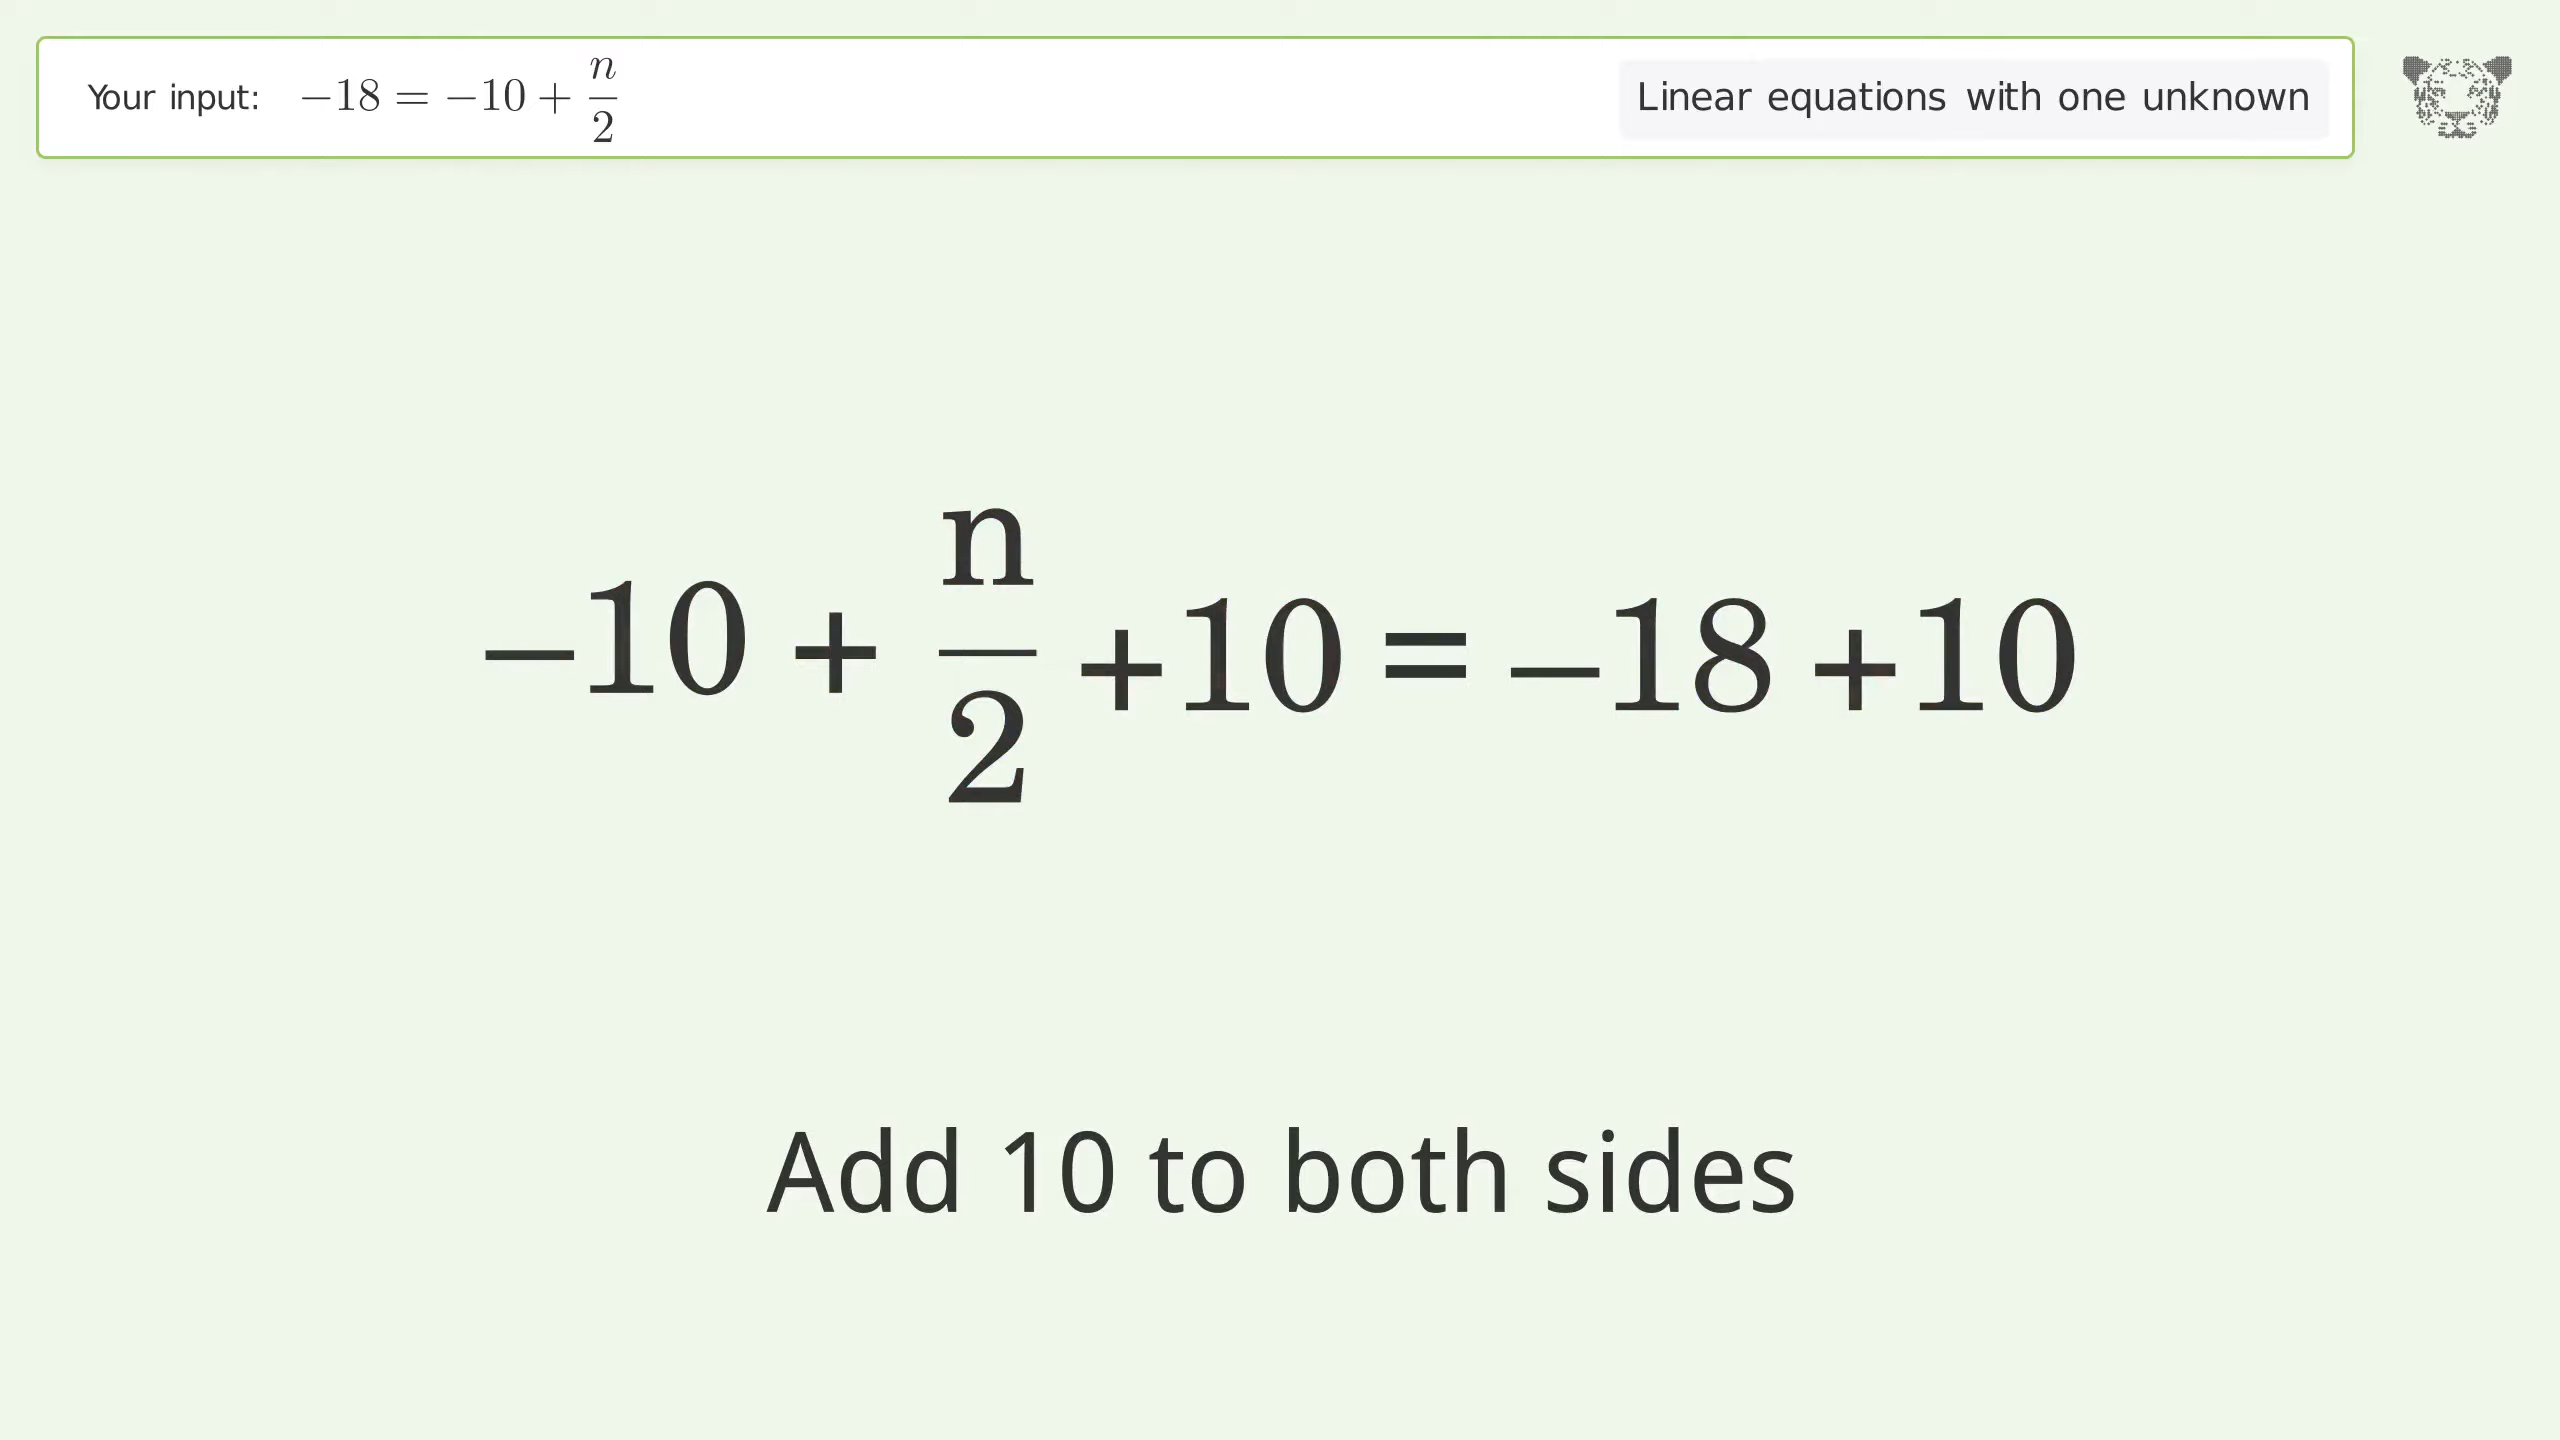 Your input: −18 = −10 + n/2
Linear equations with one unknown
−10 + n/2 +10 = −18 +10
Add 10 to both sides